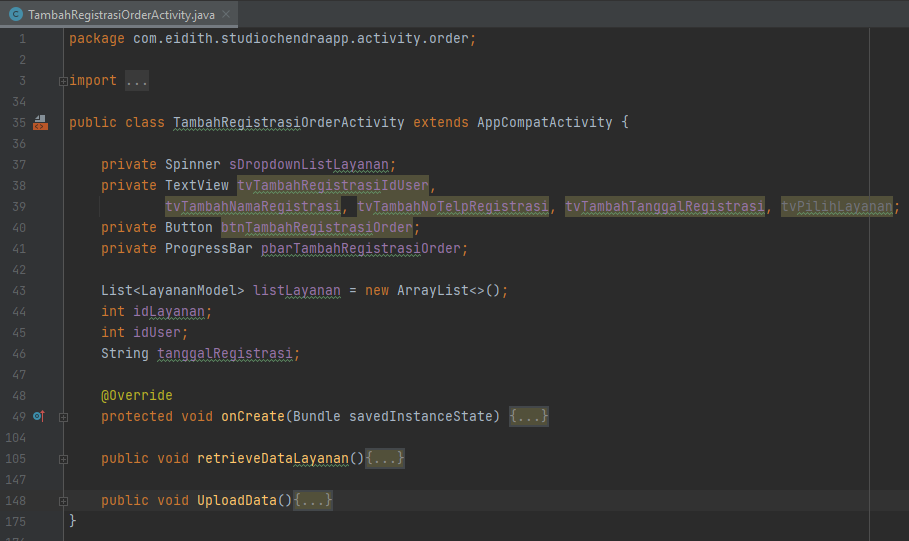 TambahRegistrasiOrderActivity.java
1 package com.eidith.studiochendraapp.activity.order;
2
3 import ...
34
35 public class TambahRegistrasiOrderActivity extends AppCompatActivity {
36
37 private Spinner sDropdownListLayanan;
38 private TextView tvTambahRegistrasiIdUser,
39 tvTambahNamaRegistrasi, tvTambahNoTelpRegistrasi, tvTambahTanggalRegistrasi, tvPilihLayanan;
40 private Button btnTambahRegistrasiOrder;
41 private ProgressBar pbarTambahRegistrasiOrder;
42
43 List<LayananModel> listLayanan = new ArrayList<>();
44 int idLayanan;
45 int idUser;
46 String tanggalRegistrasi;
47
48 @Override
49 protected void onCreate(Bundle savedInstanceState) {...}
104
105 public void retrieveDataLayanan(){...}
147
148 public void UploadData(){...}
175 }